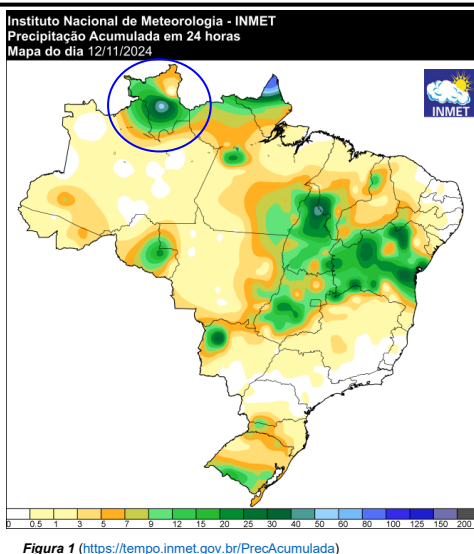 Instituto Nacional de Meteorologia - INMET
Precipitação Acumulada em 24 horas
Mapa do dia 12/11/2024
INMET
0 0.5 1 3 5 7 9 12 15 20 25 30 40 50 60 80 100 125 150 200
Figura 1 (https://tempo.inmet.gov.br/PrecAcumulada)